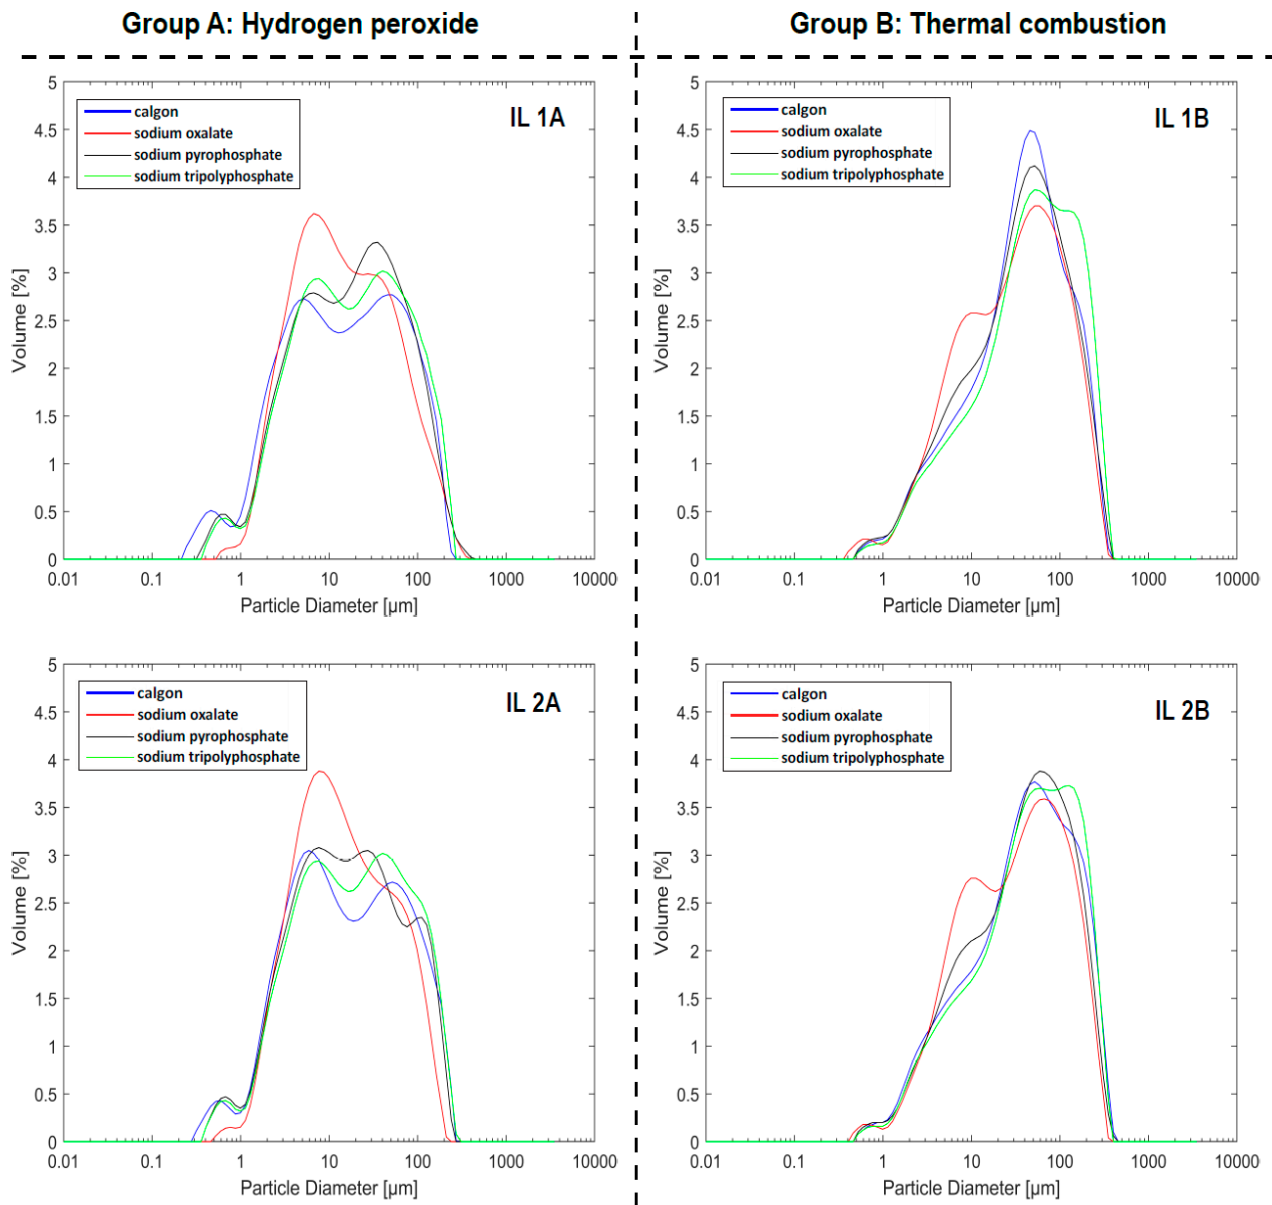 Group A: Hydrogen peroxide
Group B: Thermal combustion
5
4.5
4
3.5
3
2.5
2
1.5
1
0.5
0
Volume [%]
calgon
sodium oxalate
sodium pyrophosphate
sodium tripolyphosphate
IL 1A
0.01 0.1 1 10 100 1000 10000
Particle Diameter [µm]
5
4.5
4
3.5
3
2.5
2
1.5
1
0.5
0
Volume [%]
calgon
sodium oxalate
sodium pyrophosphate
sodium tripolyphosphate
IL 1B
0.01 0.1 1 10 100 1000 10000
Particle Diameter [µm]
5
4.5
4
3.5
3
2.5
2
1.5
1
0.5
0
Volume [%]
calgon
sodium oxalate
sodium pyrophosphate
sodium tripolyphosphate
IL 2A
0.01 0.1 1 10 100 1000 10000
Particle Diameter [µm]
5
4.5
4
3.5
3
2.5
2
1.5
1
0.5
0
Volume [%]
calgon
sodium oxalate
sodium pyrophosphate
sodium tripolyphosphate
IL 2B
0.01 0.1 1 10 100 1000 10000
Particle Diameter [µm]